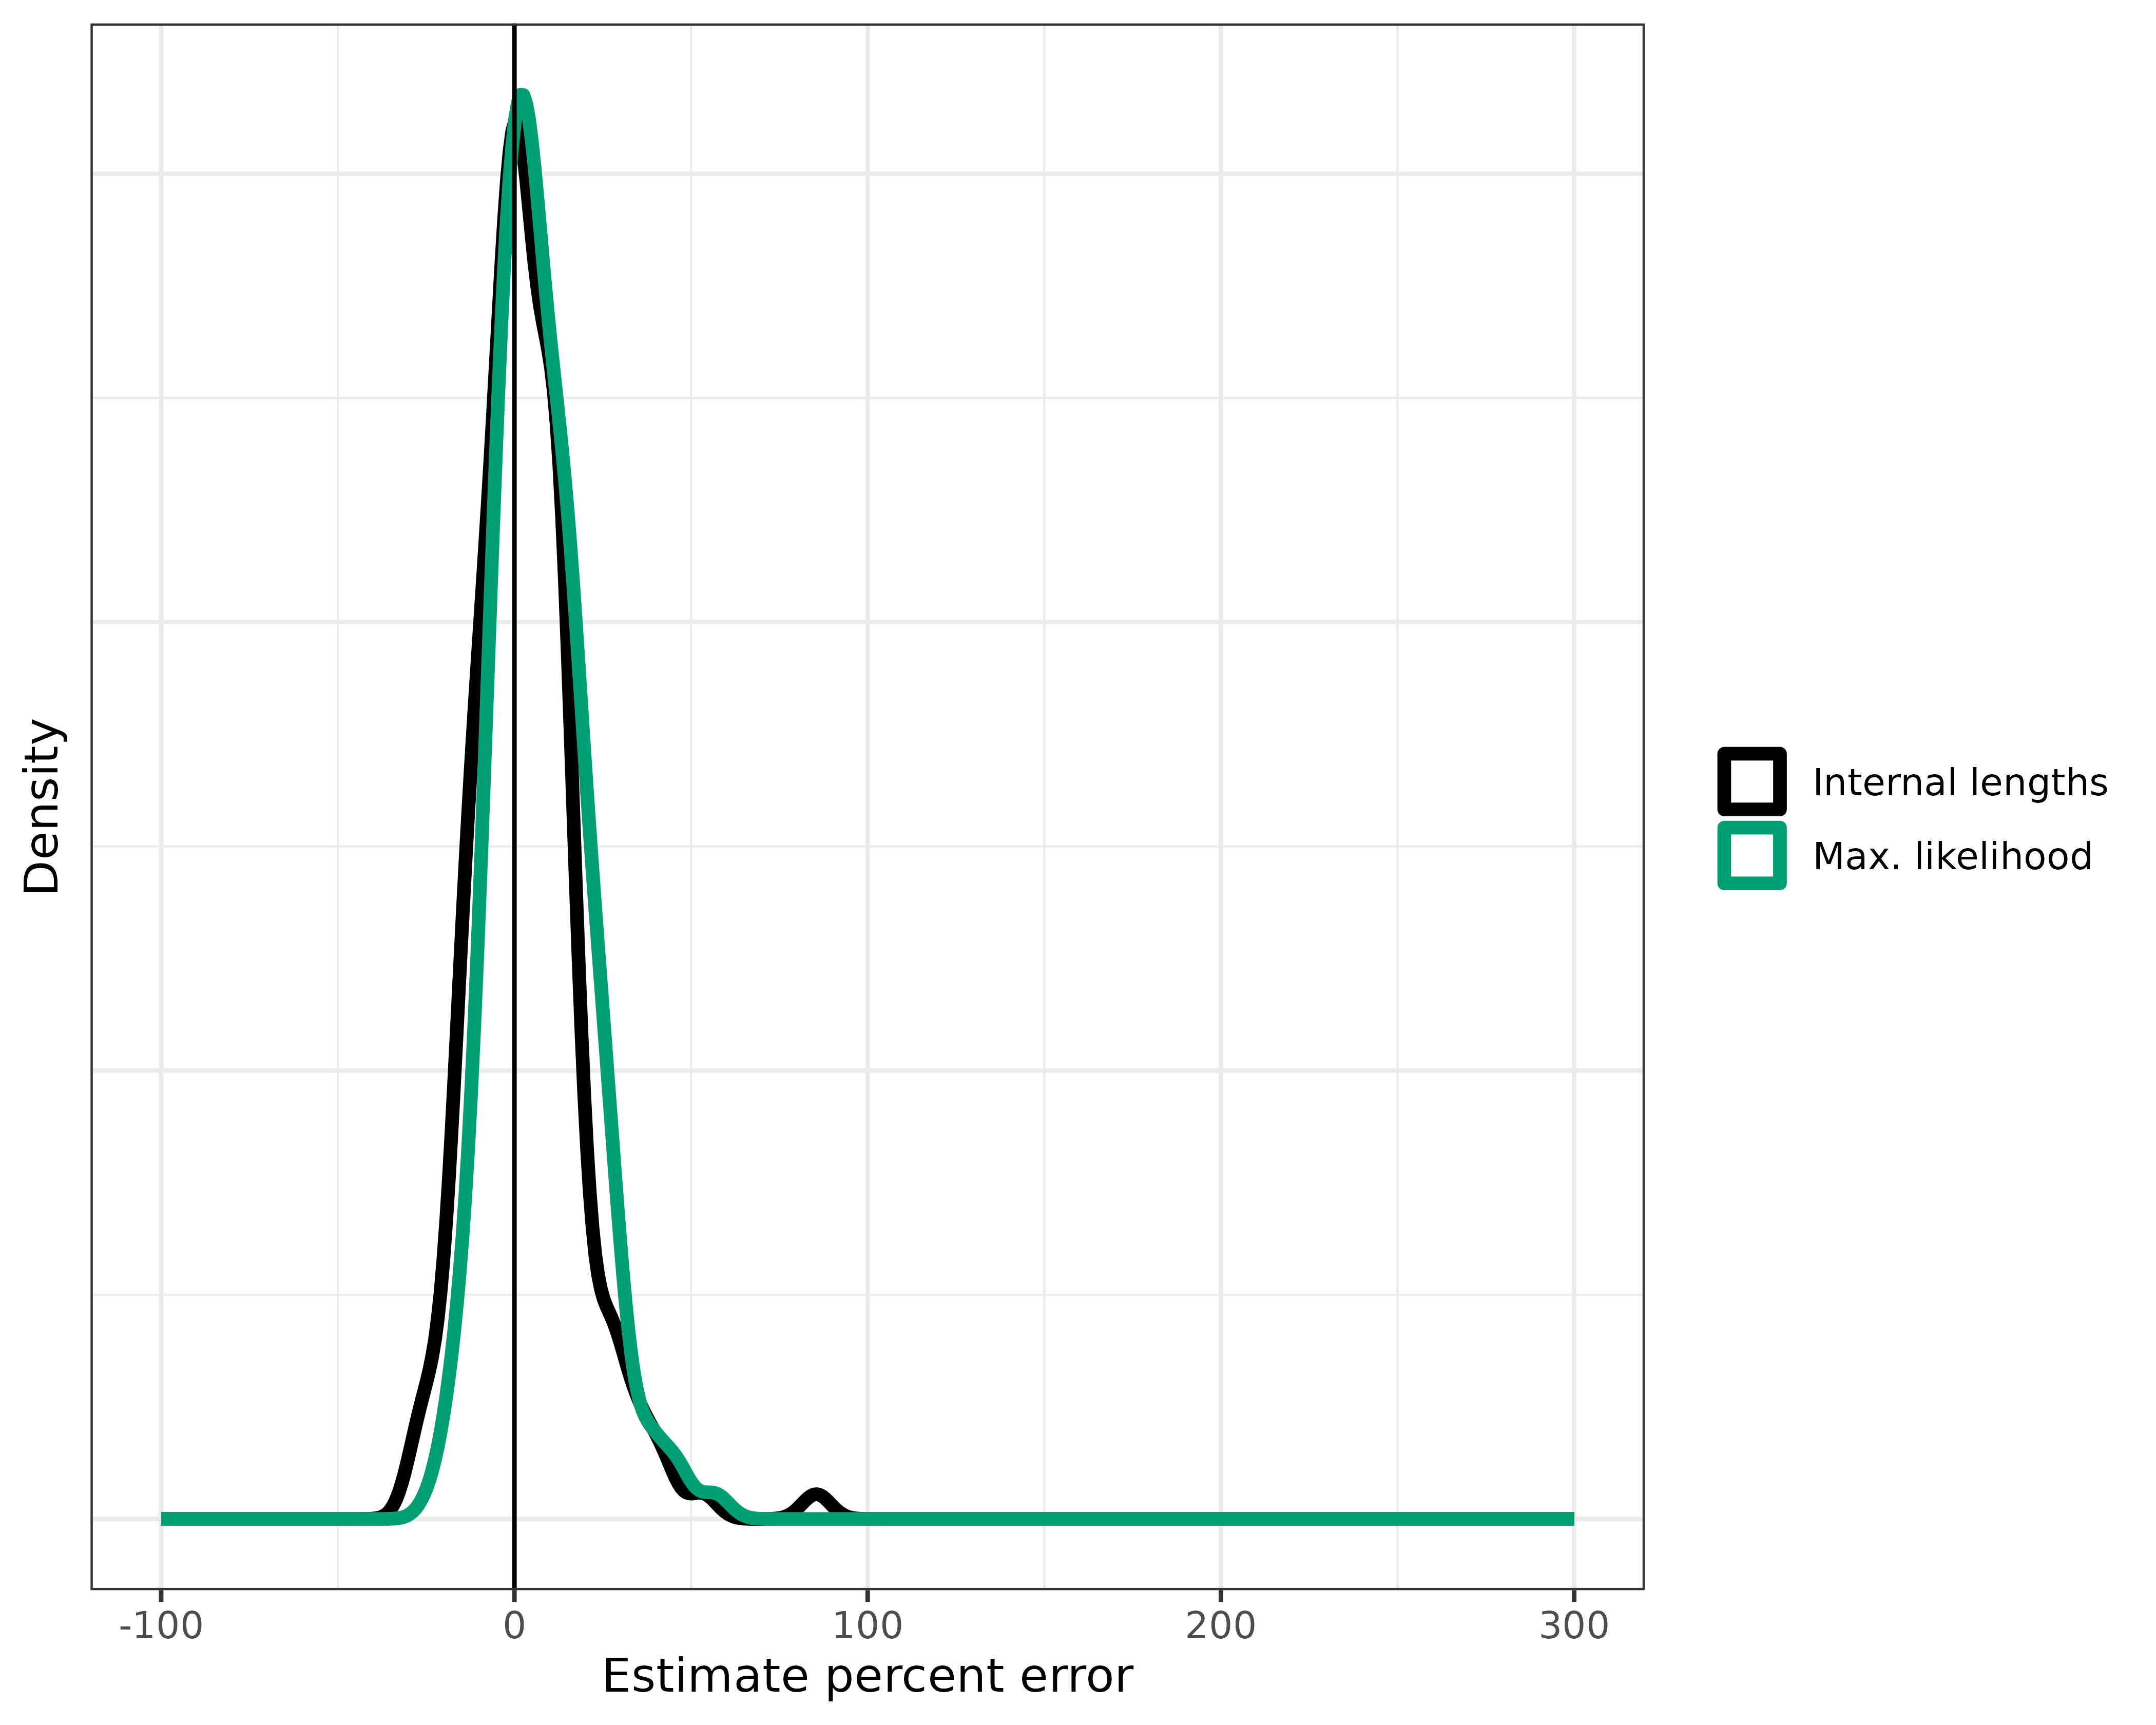 Density
-100 0 100 200 300
Estimate percent error
Internal lengths
Max. likelihood